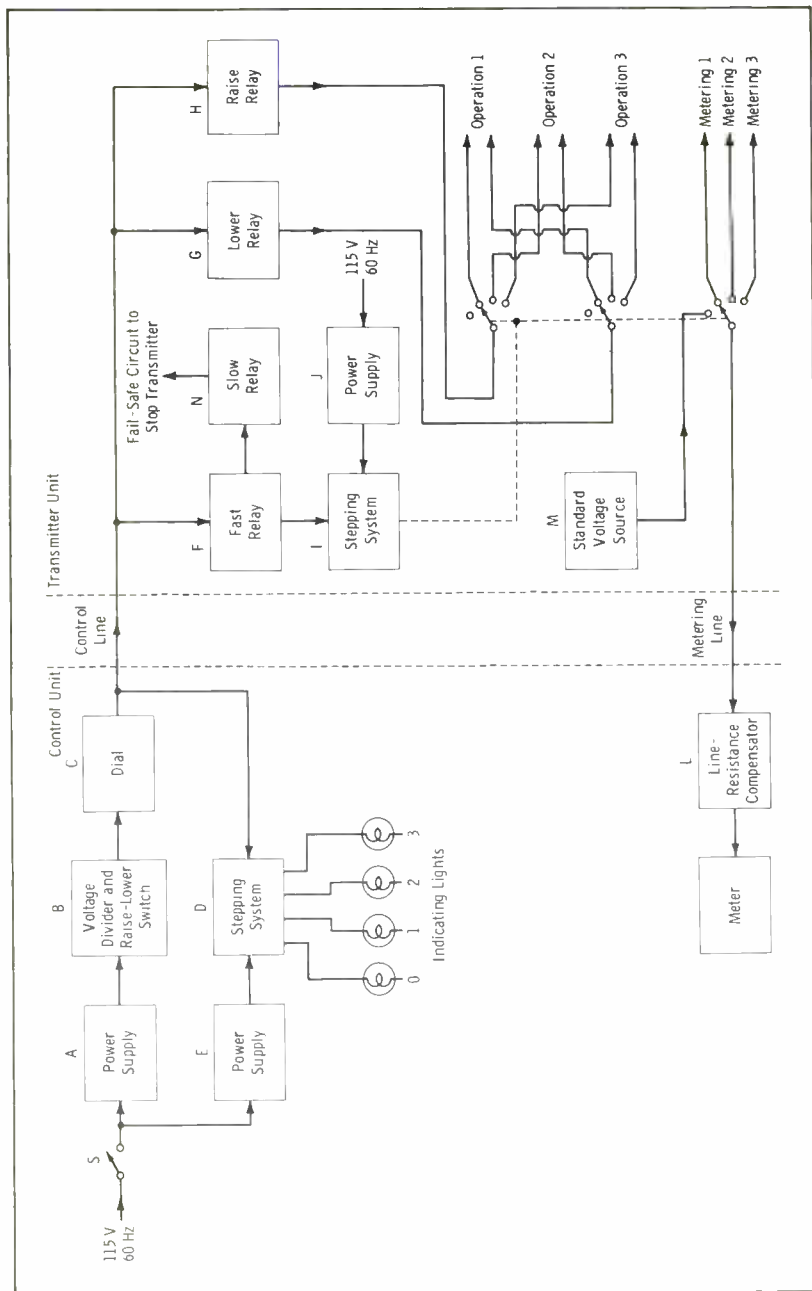 115 V
60 Hz
S
A
Power
Supply
B
Voltage
Divider and
Raise-Lower
Switch
C
Dial
Control Unit
E
Power
Supply
D
Stepping
System
0
1
2
3
Indicating Lights
Meter
L
Line-
Resistance
Compensator
Control
Line
Metering
Line
Transmitter Unit
Fail-Safe Circuit to
Stop Transmitter
F
Fast
Relay
N
Slow
Relay
G
Lower
Relay
H
Raise
Relay
I
Stepping
System
J
Power
Supply
115 V
60 Hz
M
Standard
Voltage
Source
Operation 1
Operation 2
Operation 3
Metering 1
Metering 2
Metering 3